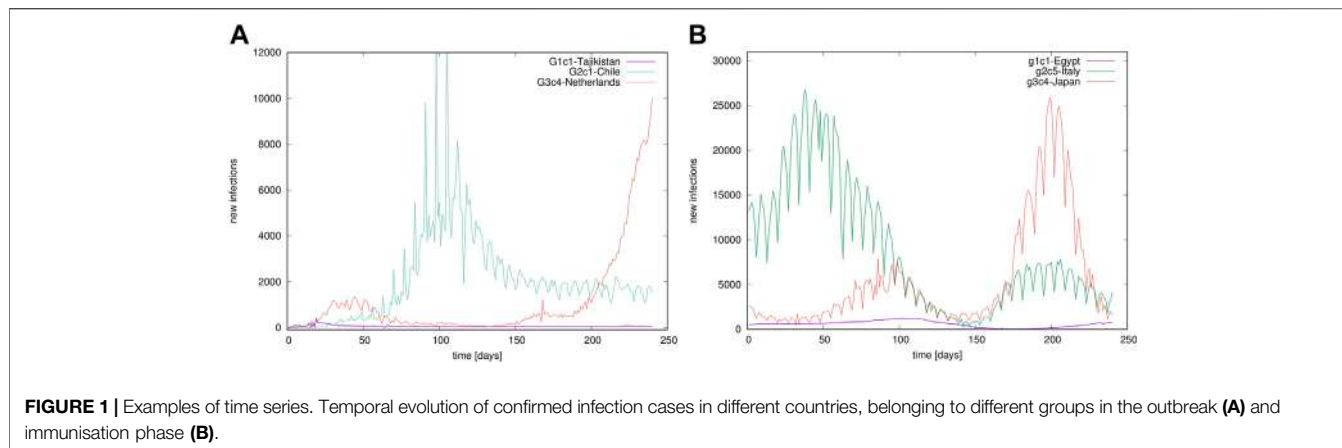 A
12000
10000
8000
6000
4000
2000
0
new infections
G1c1-Tajikistan
G2c1-Chile
G3c4-Netherlands
0 50 100 150 200 250
time [days]
B
30000
25000
20000
15000
10000
5000
0
new infections
g1c1-Egypt
g2c5-Italy
g3c4-Japan
0 50 100 150 200 250
time [days]
FIGURE 1 | Examples of time series. Temporal evolution of confirmed infection cases in different countries, belonging to different groups in the outbreak (A) and
immunisation phase (B).